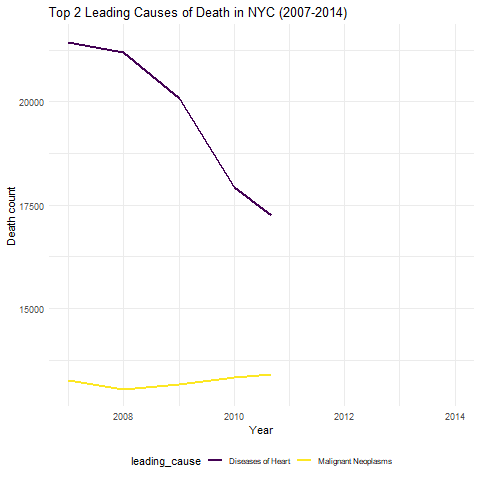 Top 2 Leading Causes of Death in NYC (2007-2014)
Death count
20000
17500
15000
2008 2010 2012 2014
Year
leading_cause Diseases of Heart Malignant Neoplasms